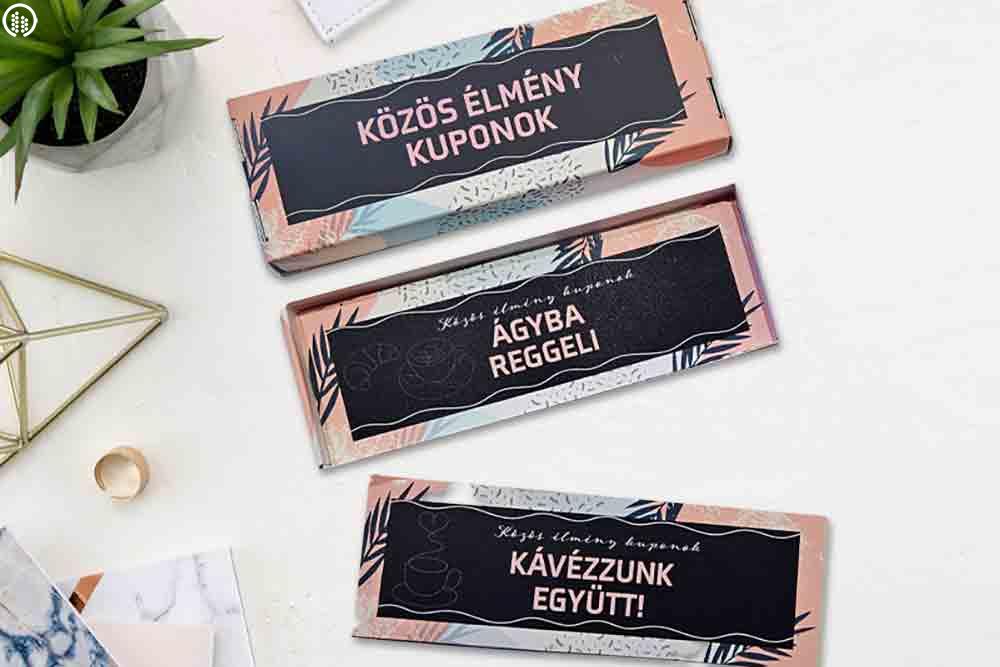 KÖZÖS ÉLMÉNY
KUPONOK
Közös élmény kuponok
ÁGYBA
REGGELI
Közös élmény kuponok
KÁVÉZZUNK
EGYÜTT!